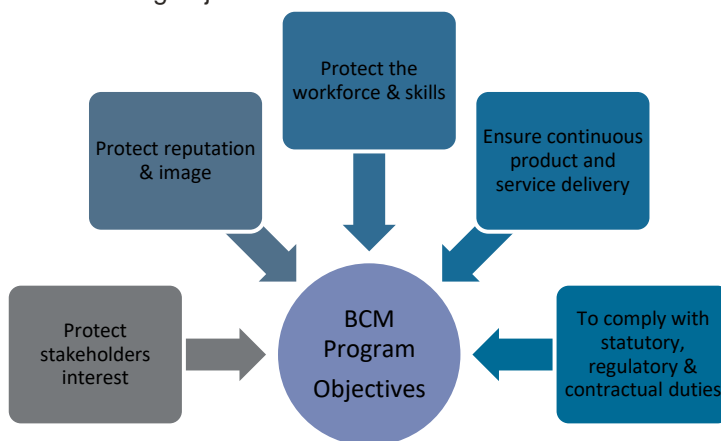 Protect the
workforce & skills
Protect reputation
& image
Ensure continuous
product and
service delivery
Protect
stakeholders
interest
BCM
Program
Objectives
To comply with
statutory,
regulatory &
contractual duties